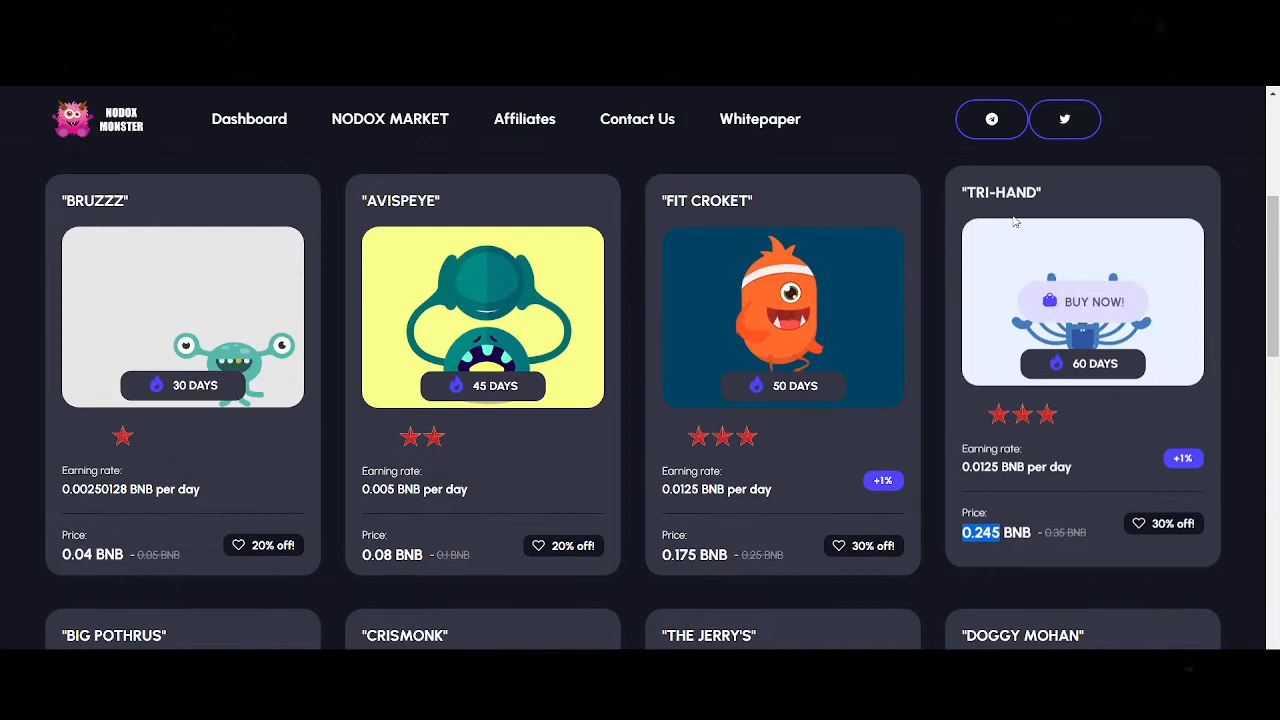 NODOX
MONSTER
Dashboard
NODOX MARKET
Affiliates
Contact Us
Whitepaper
"BRUZZZ"
30 DAYS
Earning rate:
0.00250128 BNB per day
Price:
0.04 BNB - 0.05 BNB
20% off!
"AVISPEYE"
45 DAYS
Earning rate:
0.005 BNB per day
Price:
0.08 BNB - 0.1 BNB
20% off!
"FIT CROKET"
50 DAYS
Earning rate:
0.0125 BNB per day
+1%
Price:
0.175 BNB - 0.25 BNB
30% off!
"TRI-HAND"
BUY NOW!
60 DAYS
Earning rate:
0.0125 BNB per day
+1%
Price:
0.245 BNB - 0.35 BNB
30% off!
"BIG POTHRUS"
"CRISMONK"
"THE JERRY'S"
"DOGGY MOHAN"